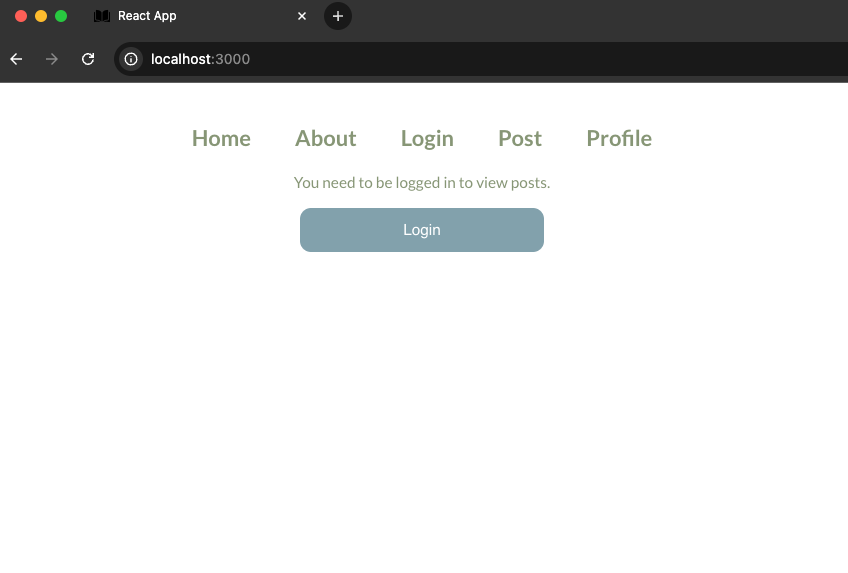 React App
localhost:3000
Home About Login Post Profile
You need to be logged in to view posts.
Login